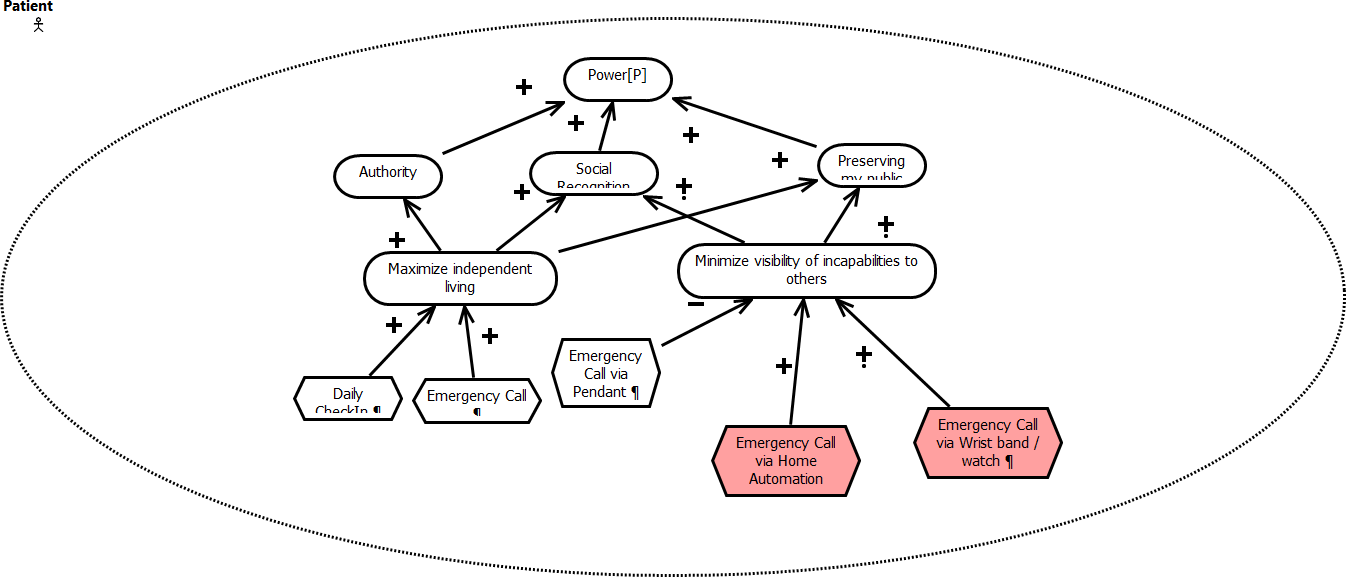 Patient
Power[P]
Authority
Social
Recognition
Preserving
my public
Maximize independent
living
Minimize visibility of incapabilities to
others
Emergency
Call via
Pendant ¶
Daily
CheckIn ¶
Emergency Call
¶
Emergency Call
via Home
Automation
Emergency Call
via Wrist band /
watch ¶